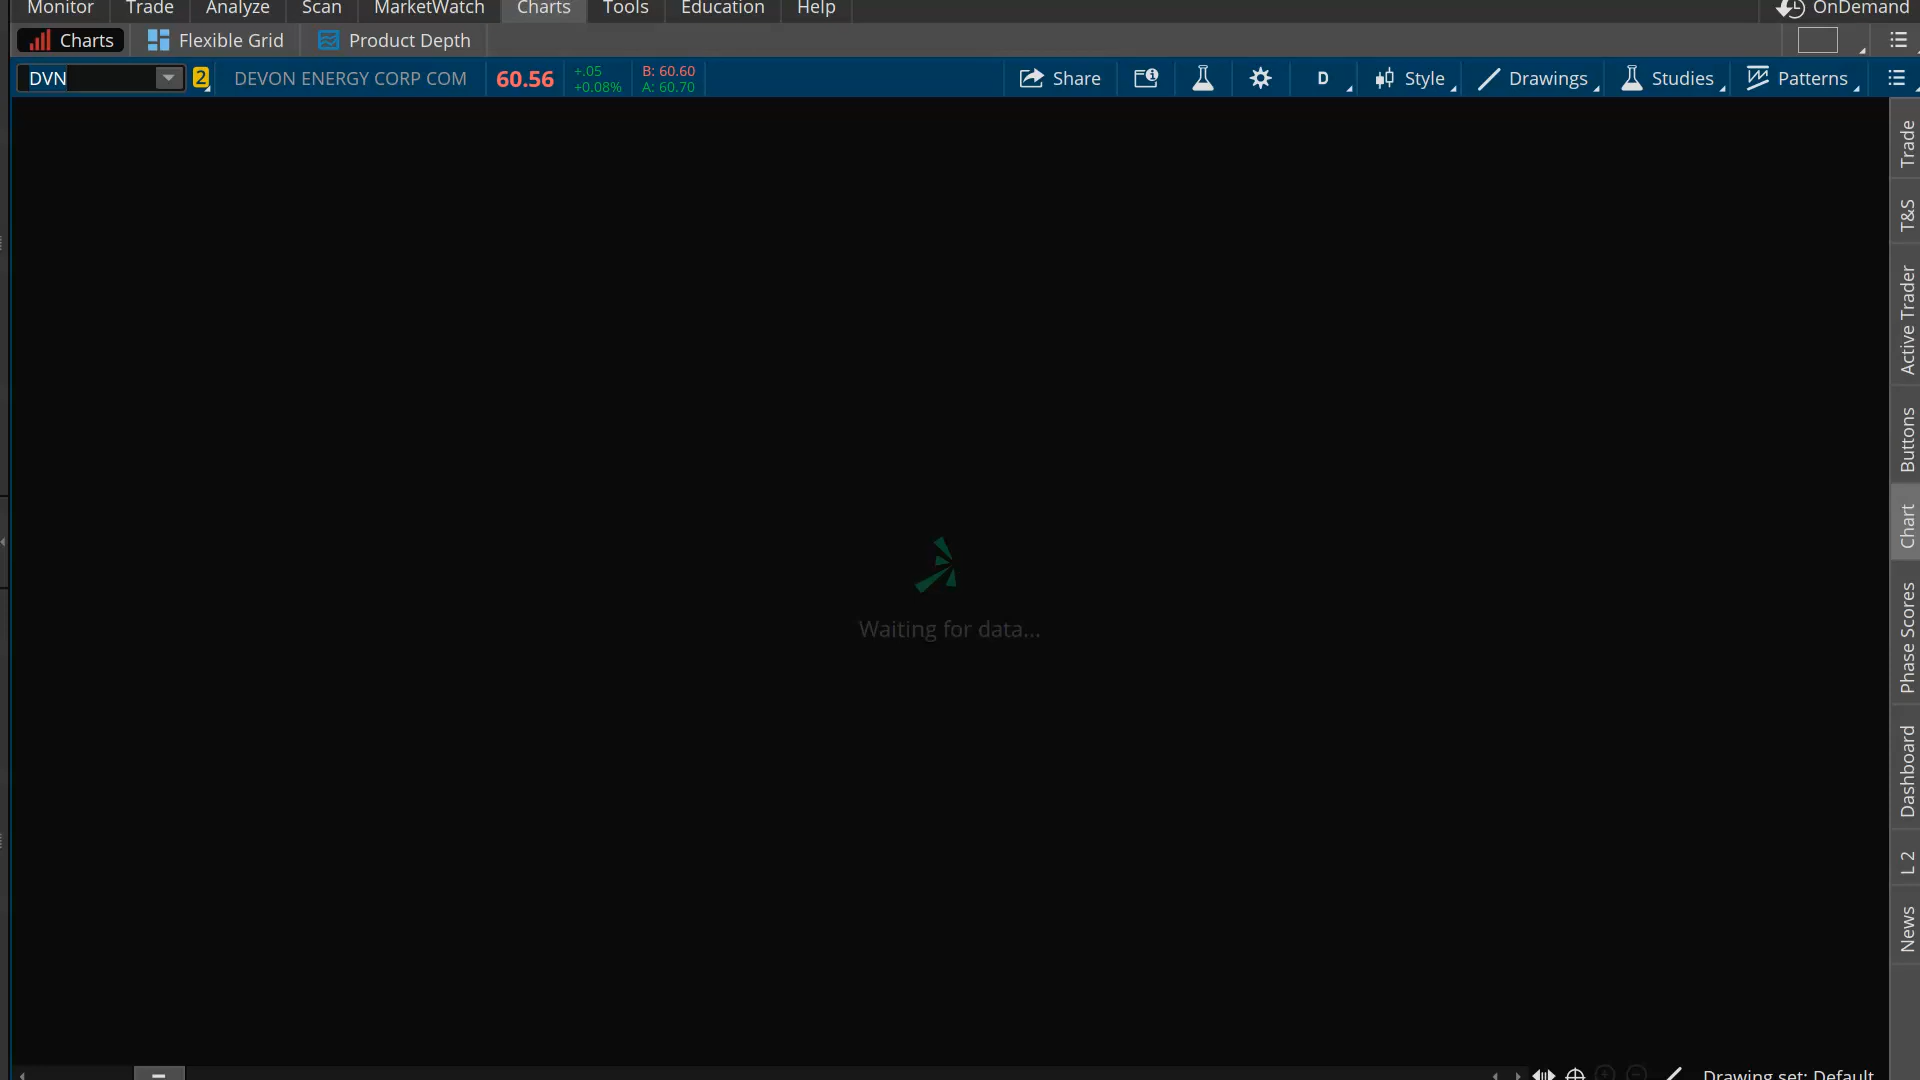 Monitor Trade Analyze Scan MarketWatch Charts Tools Education Help OnDemand
Charts Flexible Grid Product Depth
DVN 2 DEVON ENERGY CORP COM 60.56 +.05 +0.08% B: 60.60 A: 60.70 Share D Style Drawings Studies Patterns
Trade
T&S
Active Trader
Buttons
Chart
Phase Scores
Dashboard
L 2
News
Waiting for data...
Drawing set: Default